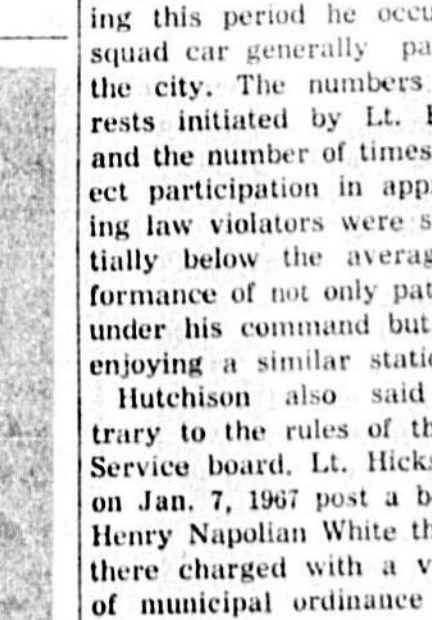 ing this period he occu
squad car generally pa
the city. The numbers
rests initiated by Lt. H
and the number of times
ect participation in app
ing law violators were s
tially below the averag
formance of not only pat
under his command but
enjoying a similar static
Hutchison also said
trary to the rules of th
Service board, Lt. Hicks
on Jan. 7, 1967 post a b
Henry Napolian White th
there charged with a v
of municipal ordinance